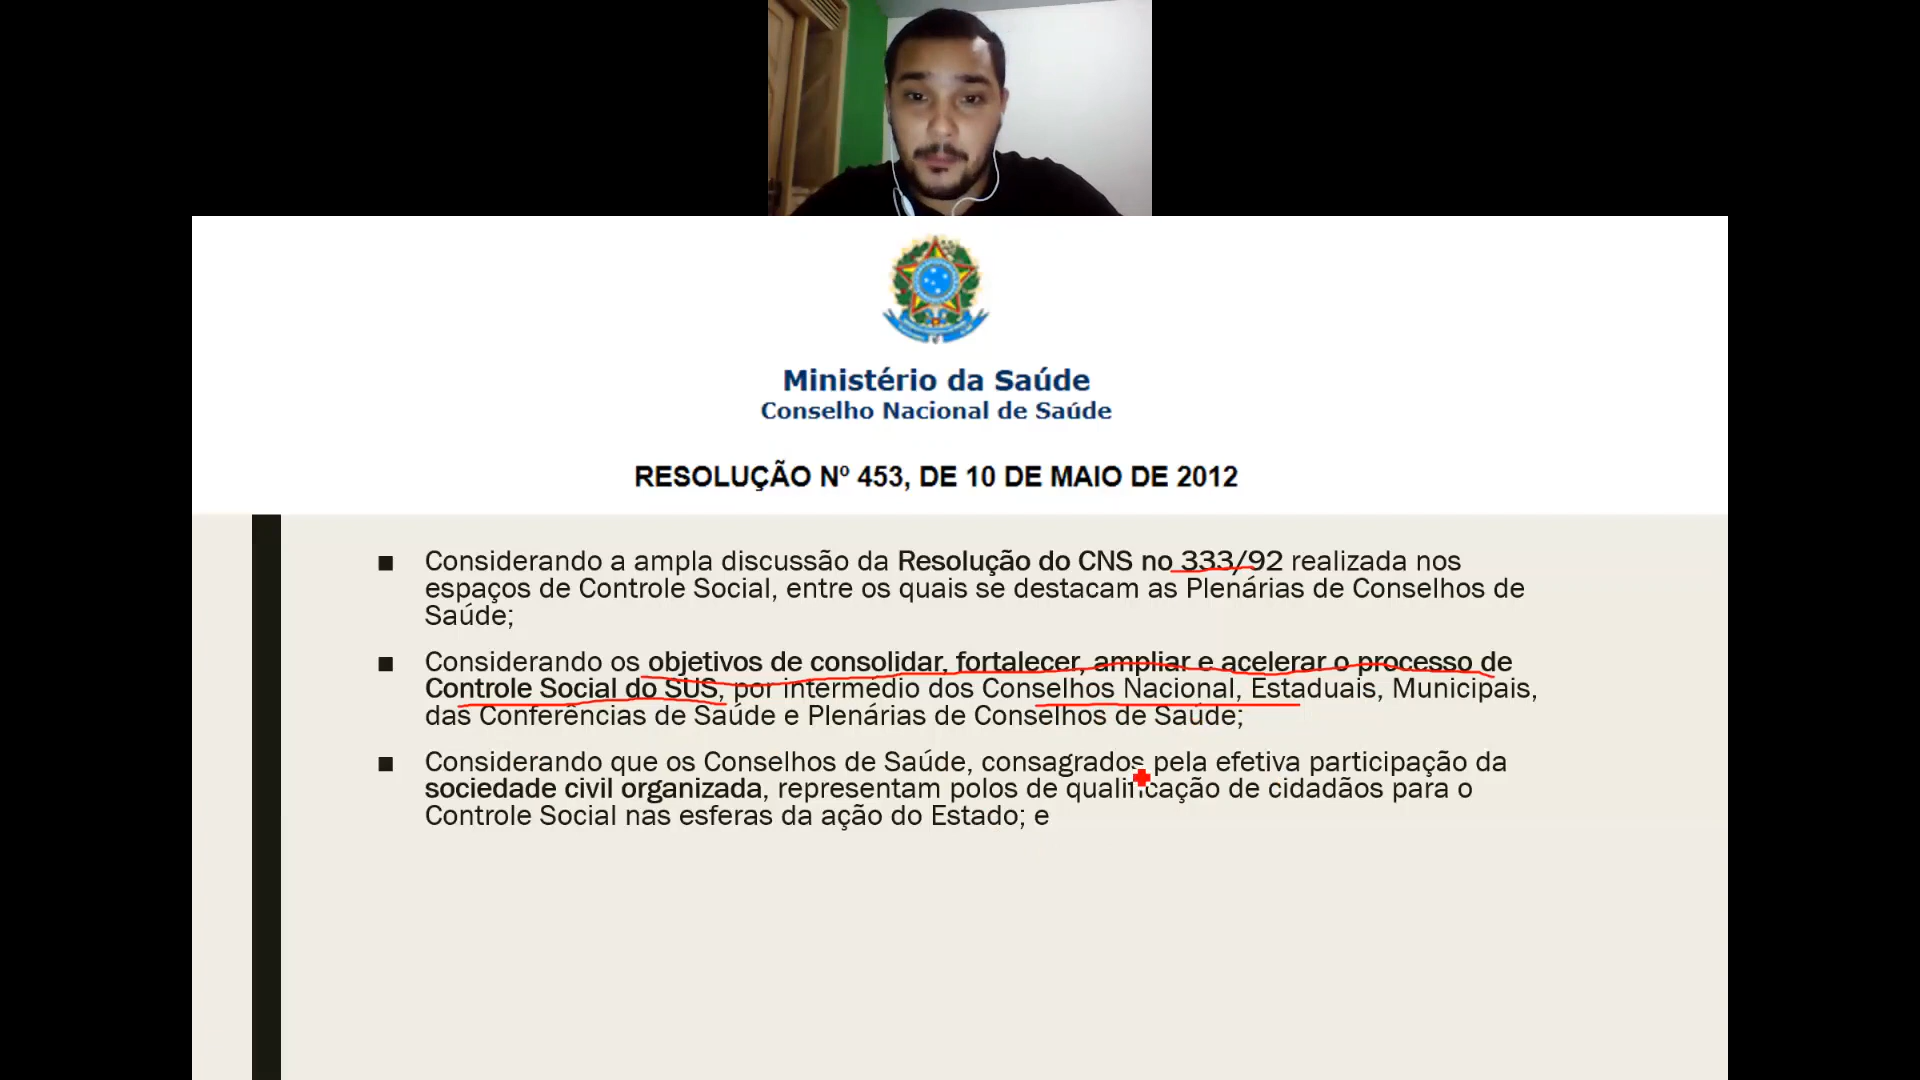 Ministério da Saúde
Conselho Nacional de Saúde
RESOLUÇÃO Nº 453, DE 10 DE MAIO DE 2012
■ Considerando a ampla discussão da Resolução do CNS no 333/92 realizada nos
espaços de Controle Social, entre os quais se destacam as Plenárias de Conselhos de
Saúde;
■ Considerando os objetivos de consolidar, fortalecer, ampliar e acelerar o processo de
Controle Social do SUS, por intermédio dos Conselhos Nacional, Estaduais, Municipais,
das Conferências de Saúde e Plenárias de Conselhos de Saúde;
■ Considerando que os Conselhos de Saúde, consagrados pela efetiva participação da
sociedade civil organizada, representam polos de qualificação de cidadãos para o
Controle Social nas esferas da ação do Estado; e